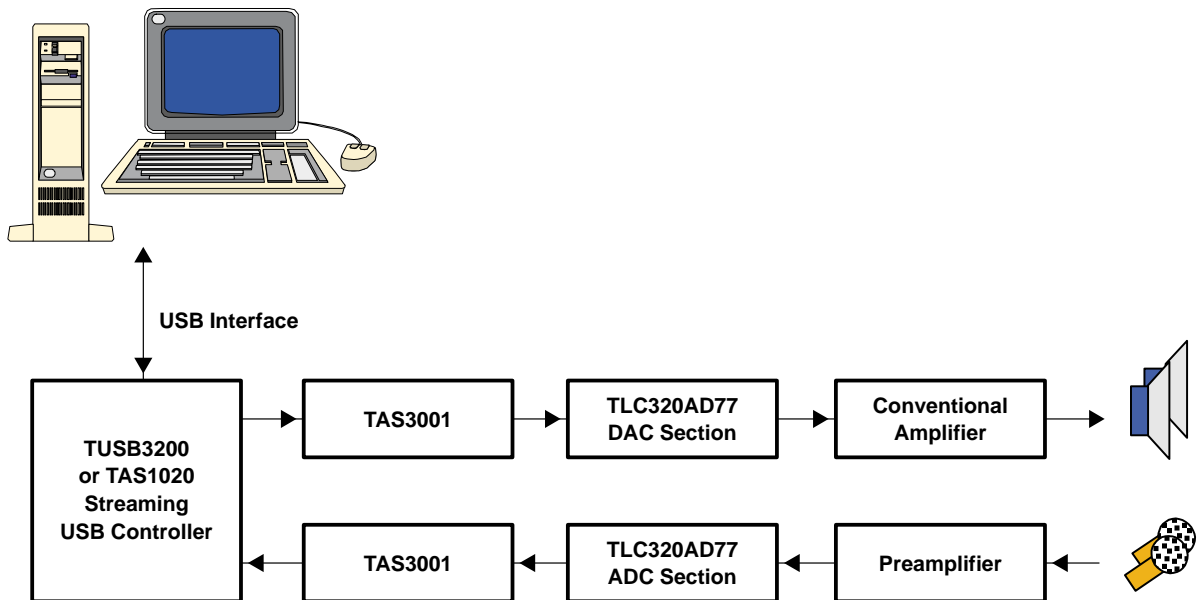 USB Interface
TUSB3200
or TAS1020
Streaming
USB Controller
TAS3001
TLC320AD77
DAC Section
Conventional
Amplifier
TAS3001
TLC320AD77
ADC Section
Preamplifier